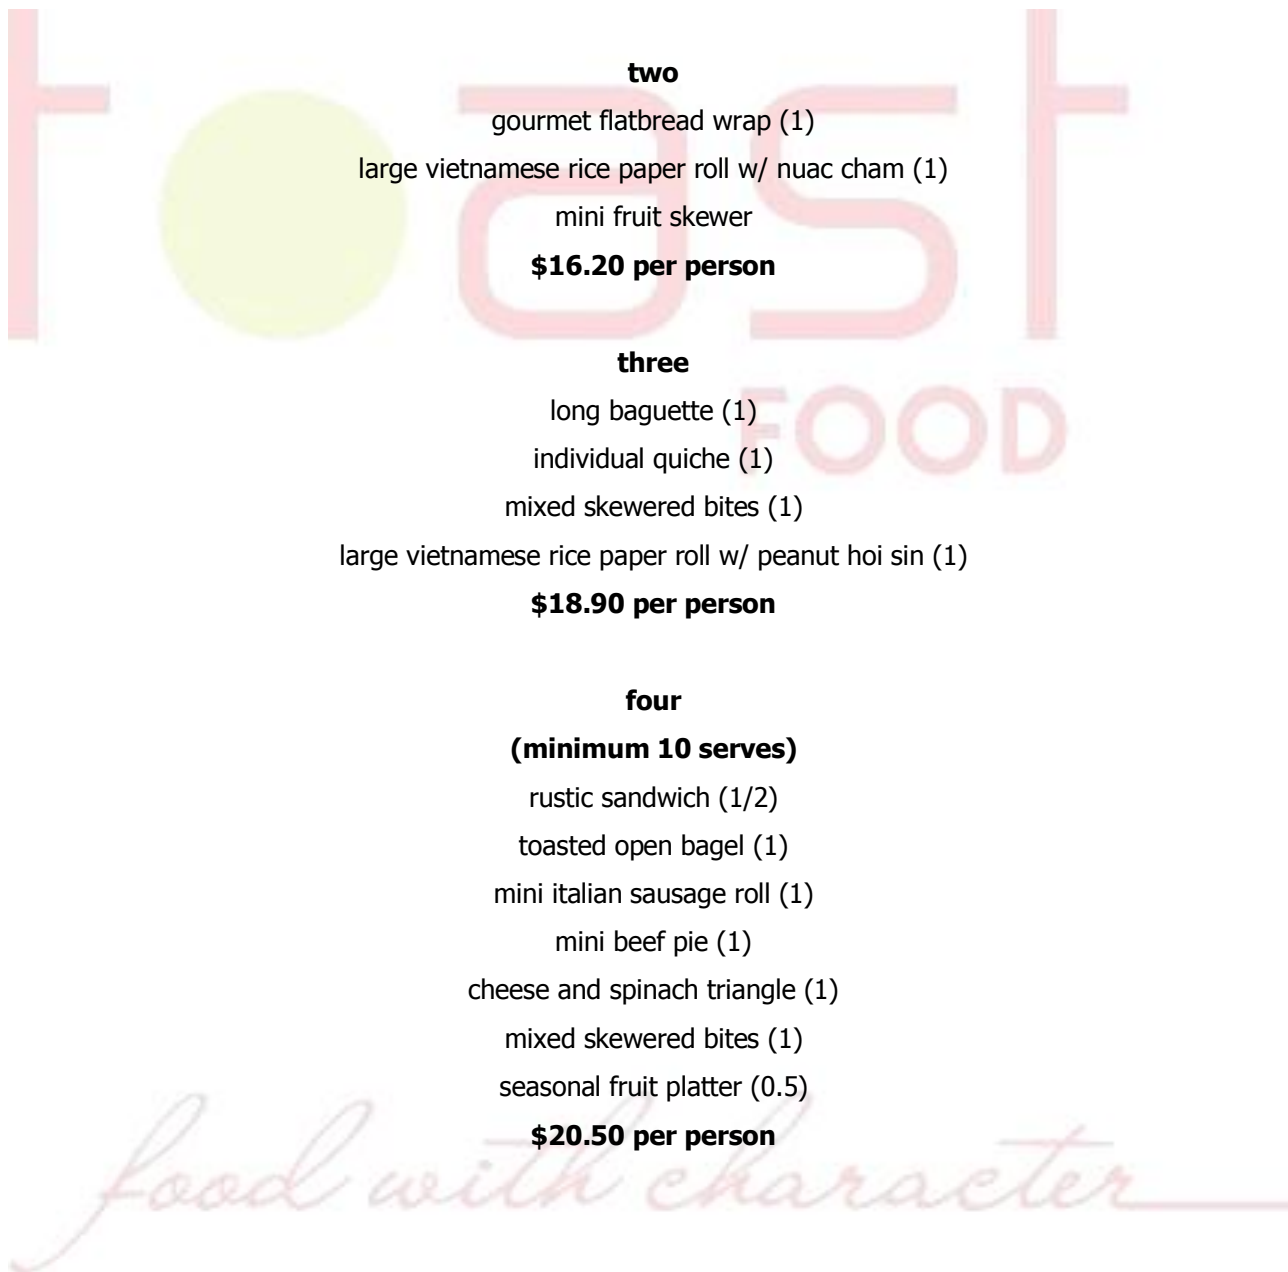 toast
FOOD
two
gourmet flatbread wrap (1)
large vietnamese rice paper roll w/ nuac cham (1)
mini fruit skewer
$16.20 per person
three
long baguette (1)
individual quiche (1)
mixed skewered bites (1)
large vietnamese rice paper roll w/ peanut hoi sin (1)
$18.90 per person
four
(minimum 10 serves)
rustic sandwich (1/2)
toasted open bagel (1)
mini italian sausage roll (1)
mini beef pie (1)
cheese and spinach triangle (1)
mixed skewered bites (1)
seasonal fruit platter (0.5)
$20.50 per person
food with character